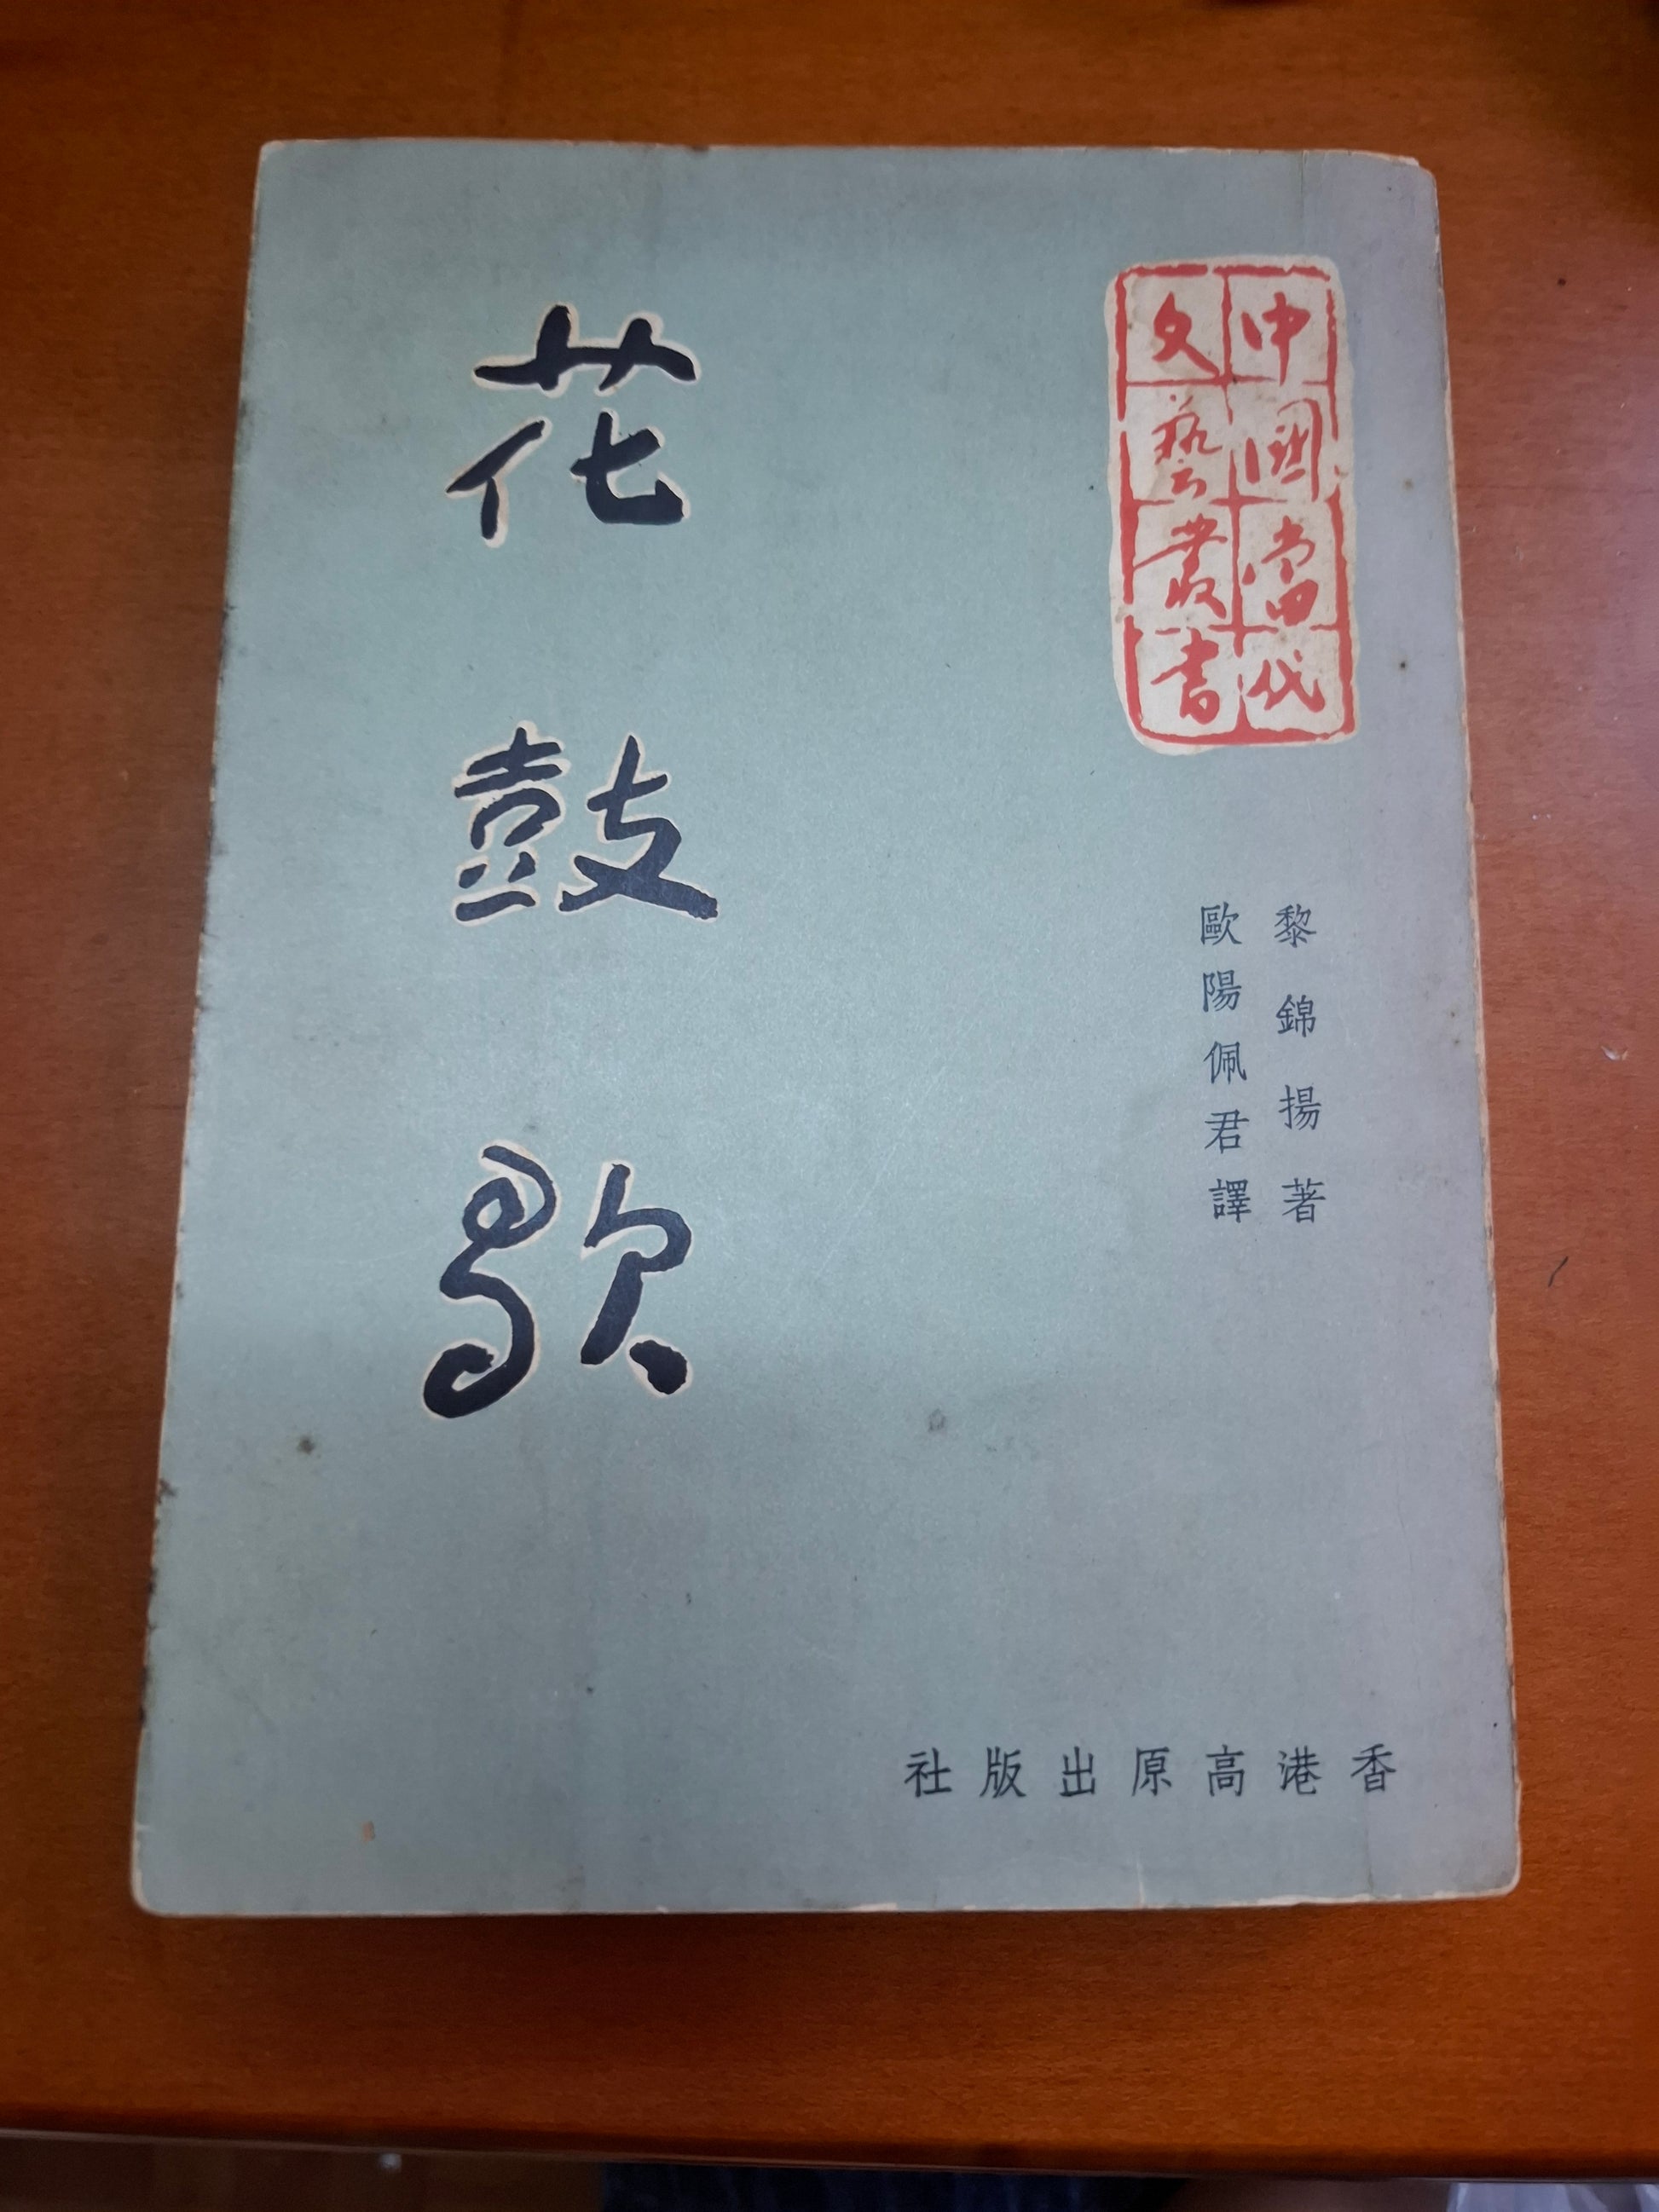 中國當代
文藝叢書
黎錦揚著
歐陽佩君譯
花鼓歌
香港高原出版社